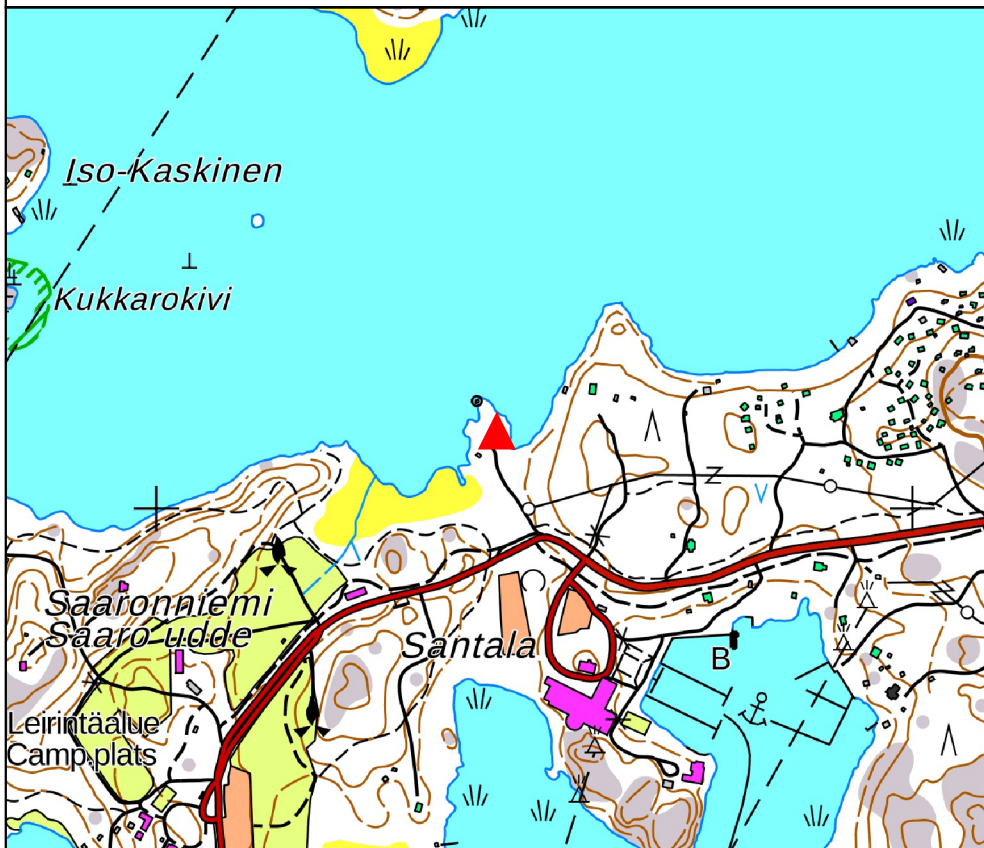 Iso-Kaskinen
Kukkarokivi
Saaronniemi
Saaro udde
Santala
B
Leirintäalue
Camp.plats